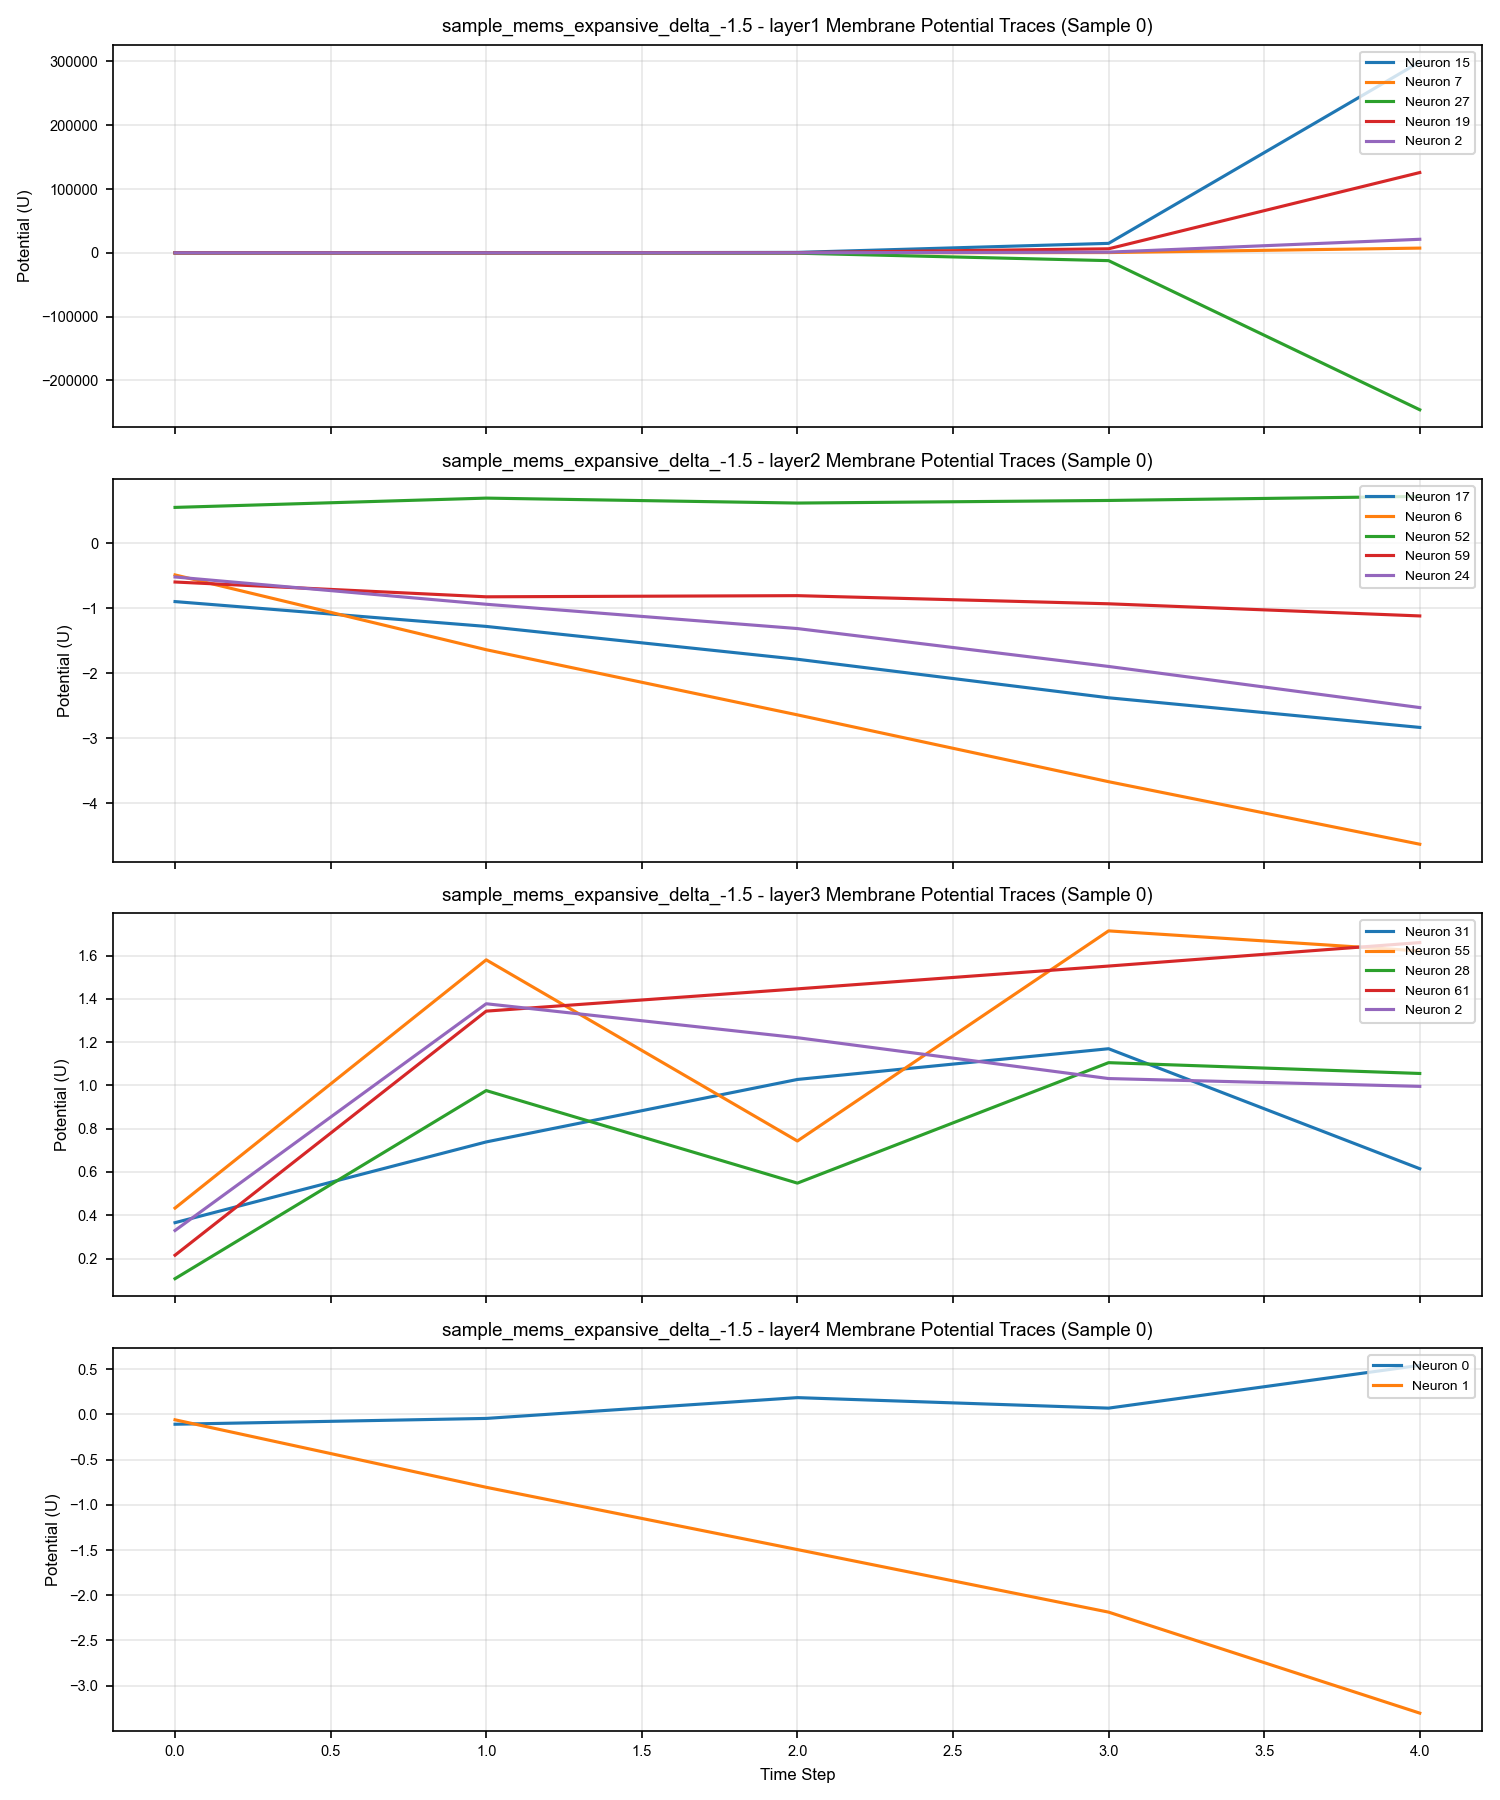 sample_mems_expansive_delta_-1.5 - layer1 Membrane Potential Traces (Sample 0)
300000
200000
100000
0
−100000
−200000
Potential (U)
Neuron 15
Neuron 7
Neuron 27
Neuron 19
Neuron 2
sample_mems_expansive_delta_-1.5 - layer2 Membrane Potential Traces (Sample 0)
0
−1
−2
−3
−4
Potential (U)
Neuron 17
Neuron 6
Neuron 52
Neuron 59
Neuron 24
sample_mems_expansive_delta_-1.5 - layer3 Membrane Potential Traces (Sample 0)
1.6
1.4
1.2
1.0
0.8
0.6
0.4
0.2
Potential (U)
Neuron 31
Neuron 55
Neuron 28
Neuron 61
Neuron 2
sample_mems_expansive_delta_-1.5 - layer4 Membrane Potential Traces (Sample 0)
0.5
0.0
−0.5
−1.0
−1.5
−2.0
−2.5
−3.0
Potential (U)
Neuron 0
Neuron 1
0.0 0.5 1.0 1.5 2.0 2.5 3.0 3.5 4.0
Time Step